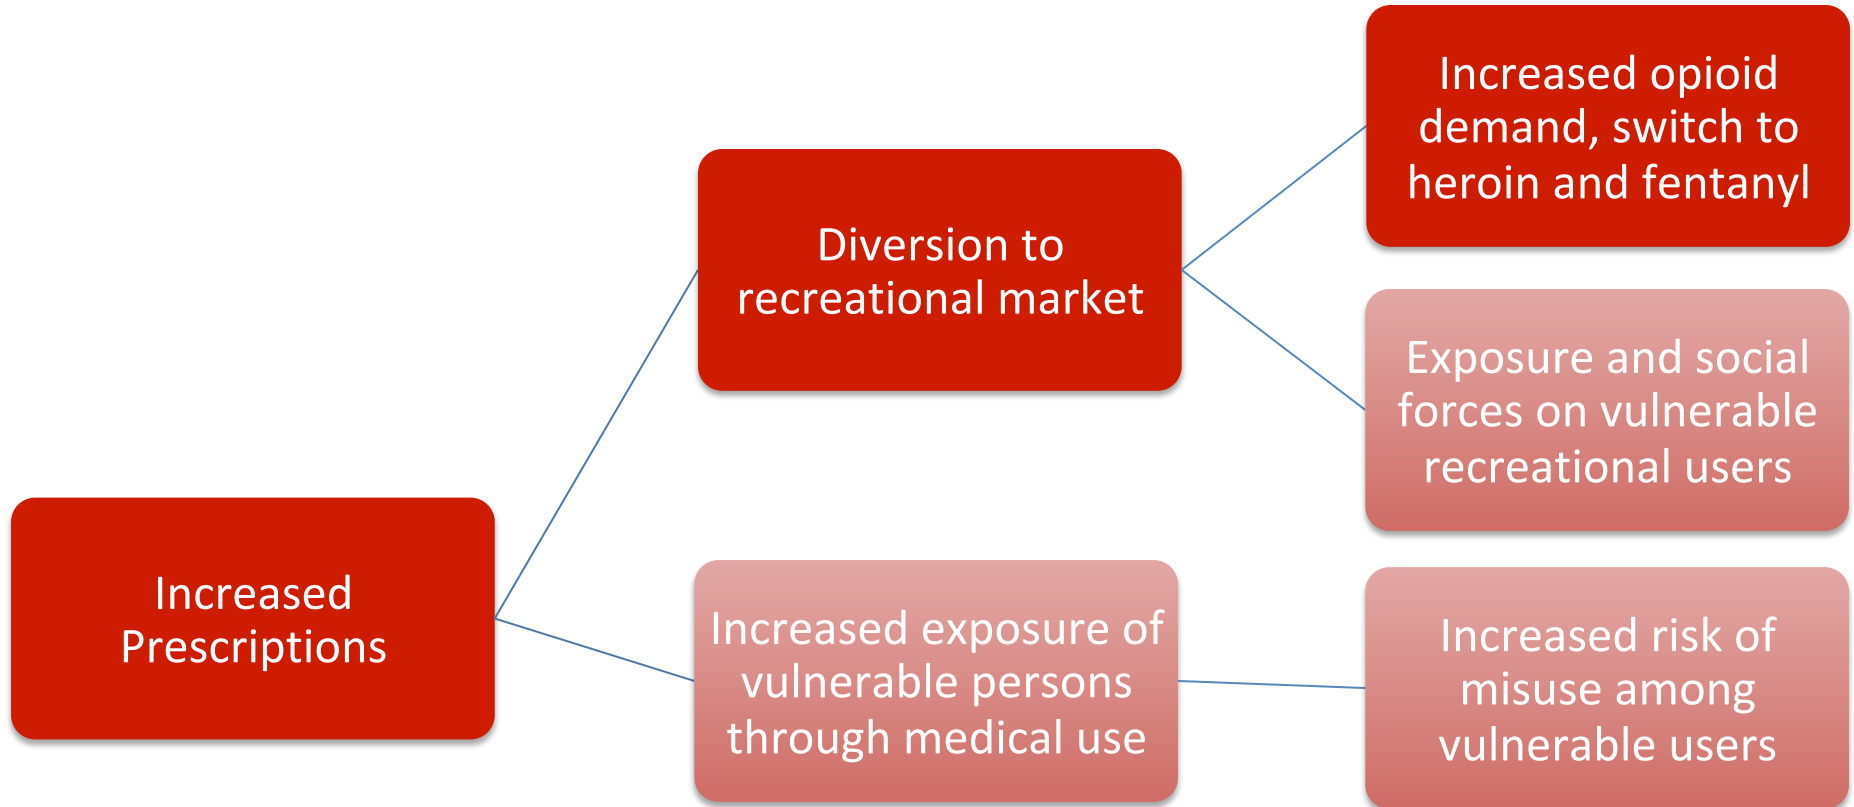 Increased
Prescriptions
Diversion to
recreational market
Increased exposure of
vulnerable persons
through medical use
Increased opioid
demand, switch to
heroin and fentanyl
Exposure and social
forces on vulnerable
recreational users
Increased risk of
misuse among
vulnerable users